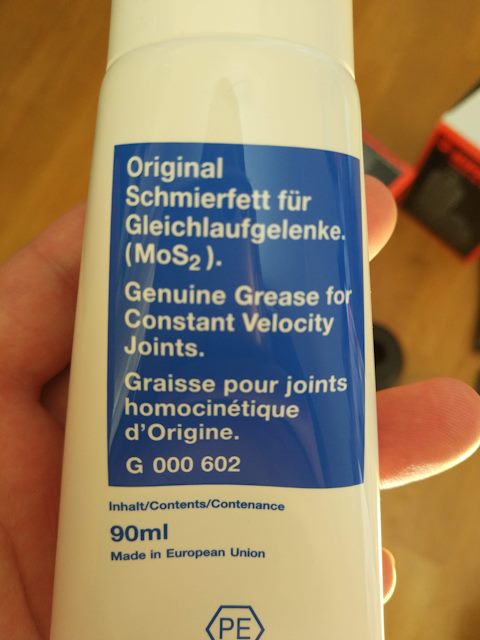 Original
Schmierfett für
Gleichlaufgelenke.
(MoS₂).
Genuine Grease for
Constant Velocity
Joints.
Graisse pour joints
homocinétique
d'Origine.
G 000 602
Inhalt/Contents/Contenance
90ml
Made in European Union
PE